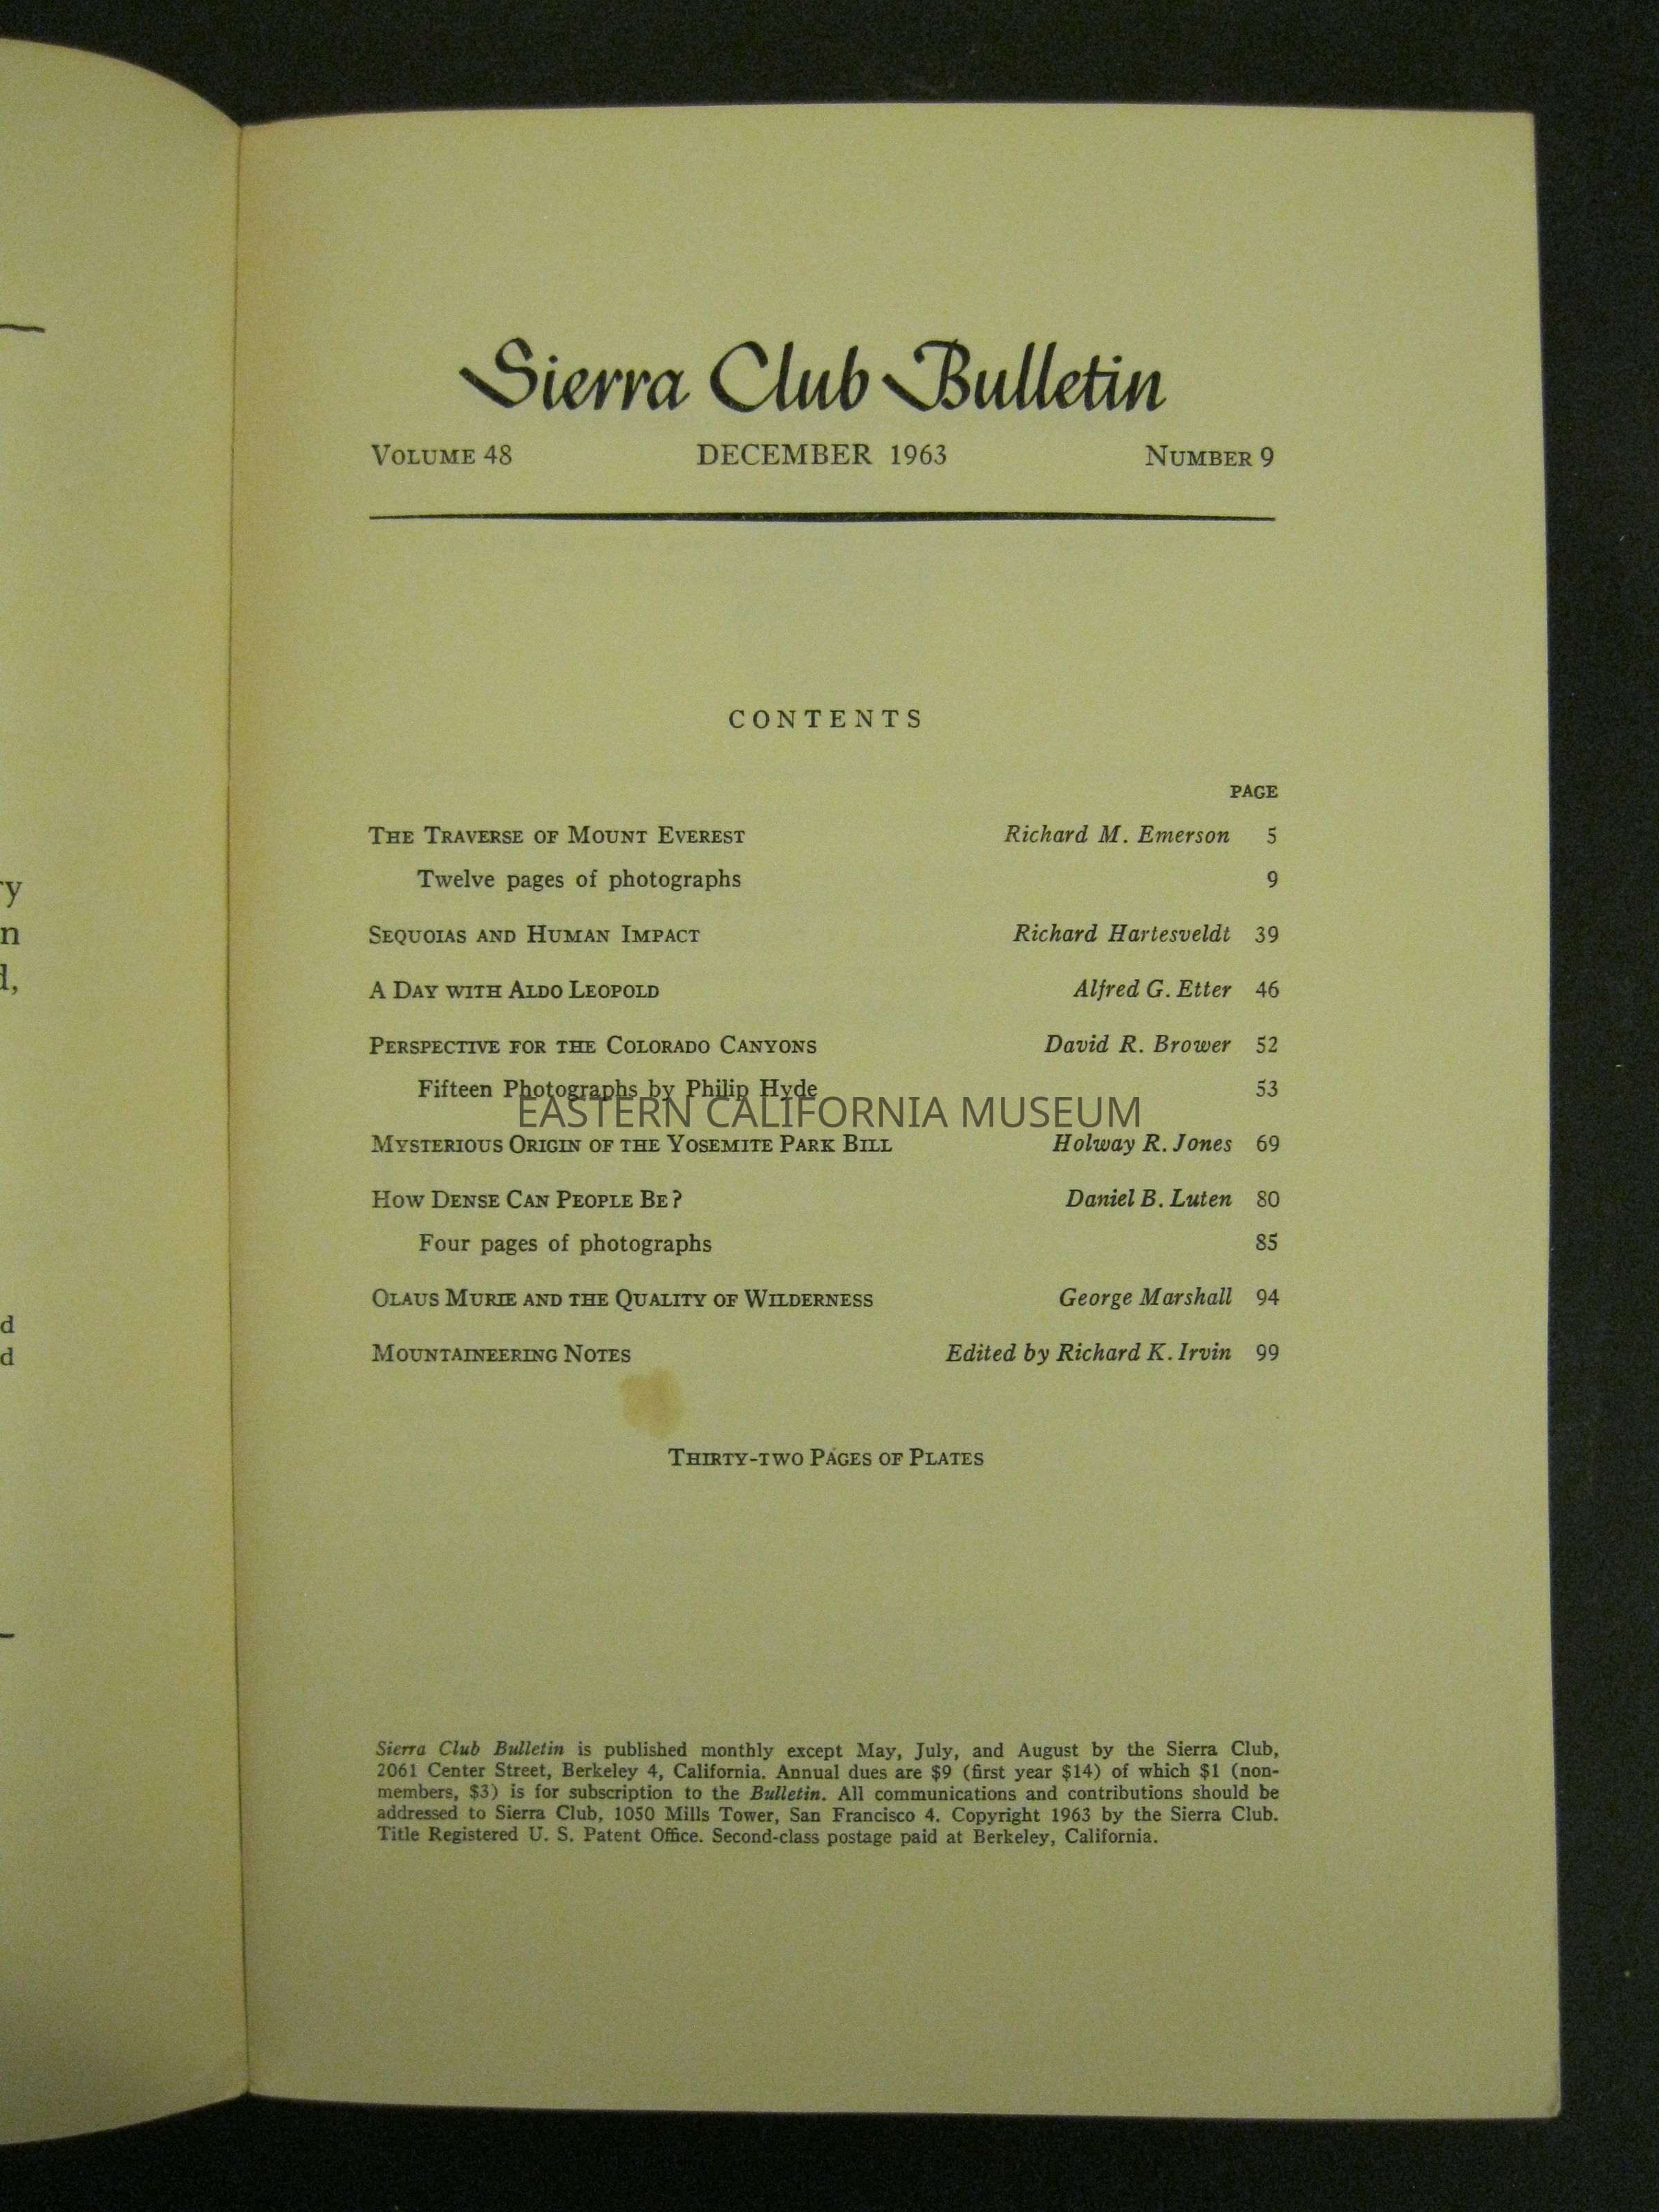 ry
n
d,
d
d
Sierra Club Bulletin
VOLUME 48 DECEMBER 1963 NUMBER 9
CONTENTS
PAGE
THE TRAVERSE OF MOUNT EVEREST Richard M. Emerson 5
Twelve pages of photographs 9
SEQUOIAS AND HUMAN IMPACT Richard Hartesveldt 39
A DAY WITH ALDO LEOPOLD Alfred G. Etter 46
PERSPECTIVE FOR THE COLORADO CANYONS David R. Brower 52
Fifteen Photographs by Philip Hyde 53
EASTERN CALIFORNIA MUSEUM
MYSTERIOUS ORIGIN OF THE YOSEMITE PARK BILL Holway R. Jones 69
HOW DENSE CAN PEOPLE BE? Daniel B. Luten 80
Four pages of photographs 85
OLAUS MURIE AND THE QUALITY OF WILDERNESS George Marshall 94
MOUNTAINEERING NOTES Edited by Richard K. Irvin 99
THIRTY-TWO PAGES OF PLATES
Sierra Club Bulletin is published monthly except May, July, and August by the Sierra Club,
2061 Center Street, Berkeley 4, California. Annual dues are $9 (first year $14) of which $1 (non-
members, $3) is for subscription to the Bulletin. All communications and contributions should be
addressed to Sierra Club, 1050 Mills Tower, San Francisco 4. Copyright 1963 by the Sierra Club.
Title Registered U. S. Patent Office. Second-class postage paid at Berkeley, California.